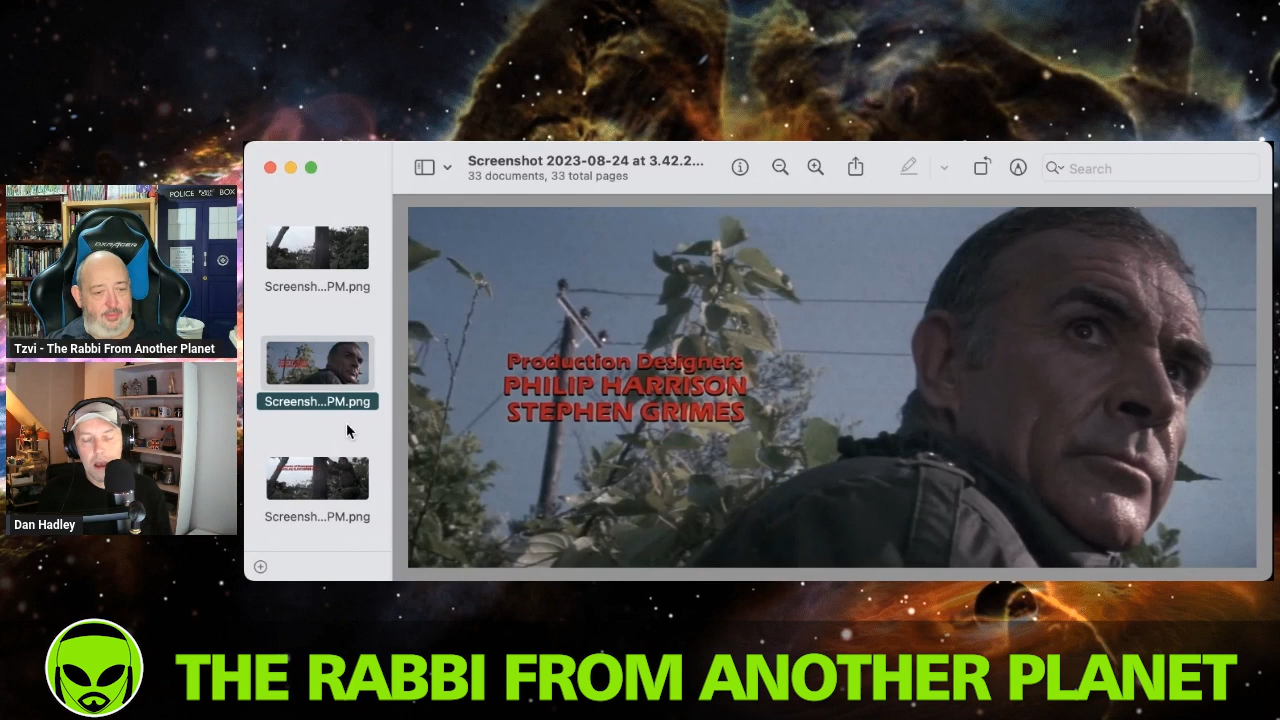 Screenshot 2023-08-24 at 3.42.2...
33 documents, 33 total pages
Search
POLICE BOX
DXRACER
Tzvi - The Rabbi From Another Planet
Dan Hadley
Screensh...PM.png
Screensh...PM.png
Screensh...PM.png
Production Designers
PHILIP HARRISON
STEPHEN GRIMES
THE RABBI FROM ANOTHER PLANET